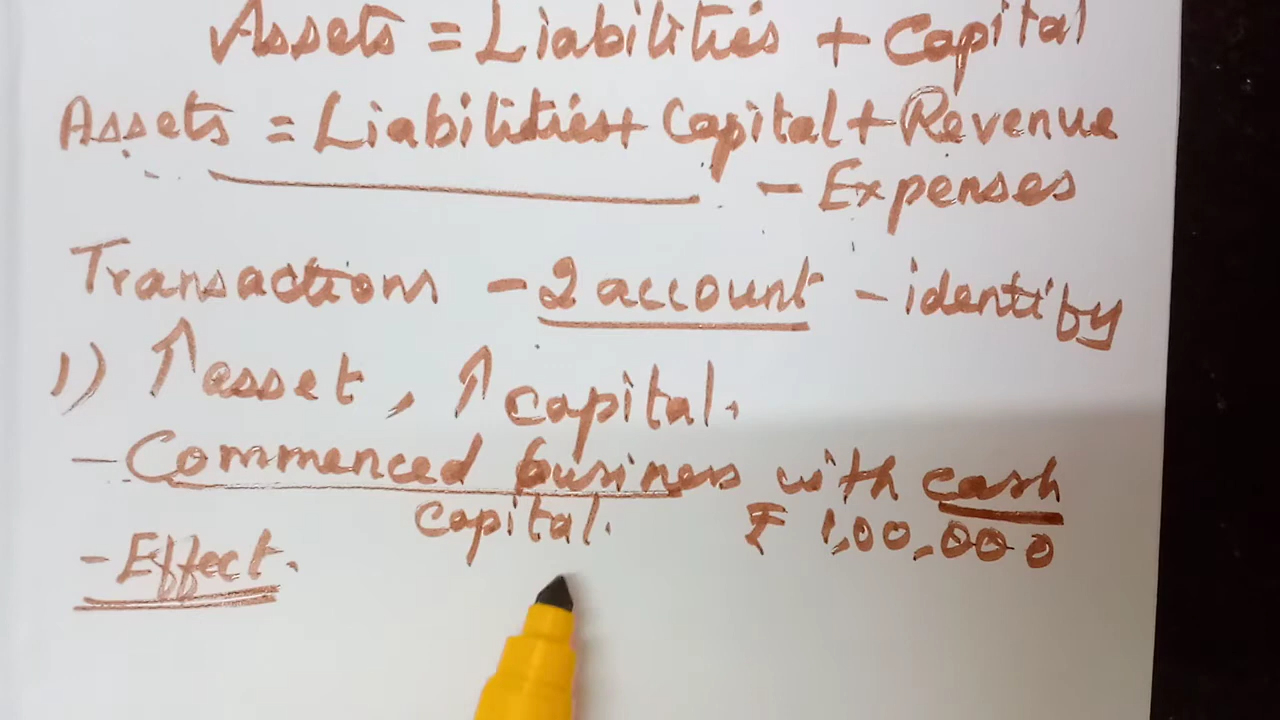 Assets = Liabilities + Capital
Assets = Liabilities + Capital + Revenue
- Expenses
Transactions - 2 account - identify
1) ↑ asset, ↑ capital.
- Commenced business with cash
capital. ₹ 1,00,000
- Effect.